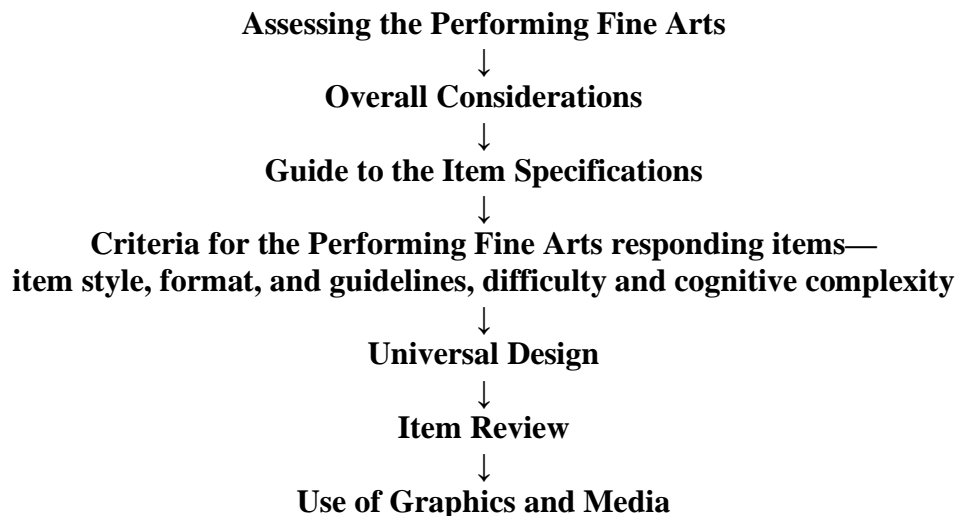 Assessing the Performing Fine Arts
↓
Overall Considerations
↓
Guide to the Item Specifications
↓
Criteria for the Performing Fine Arts responding items—
item style, format, and guidelines, difficulty and cognitive complexity
↓
Universal Design
↓
Item Review
↓
Use of Graphics and Media